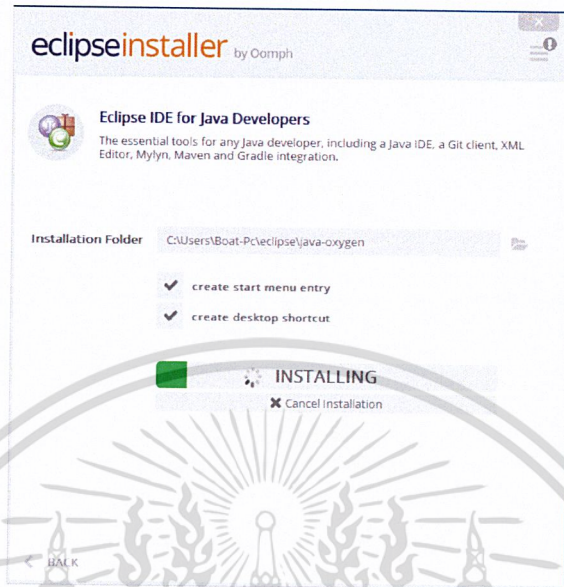 eclipseinstaller by Oomph
Eclipse IDE for Java Developers
The essential tools for any Java developer, including a Java IDE, a Git client, XML
Editor, Mylyn, Maven and Gradle integration.
Installation Folder C:\Users\Boat-Pc\eclipse\java-oxygen
create start menu entry
create desktop shortcut
INSTALLING
Cancel Installation
BACK